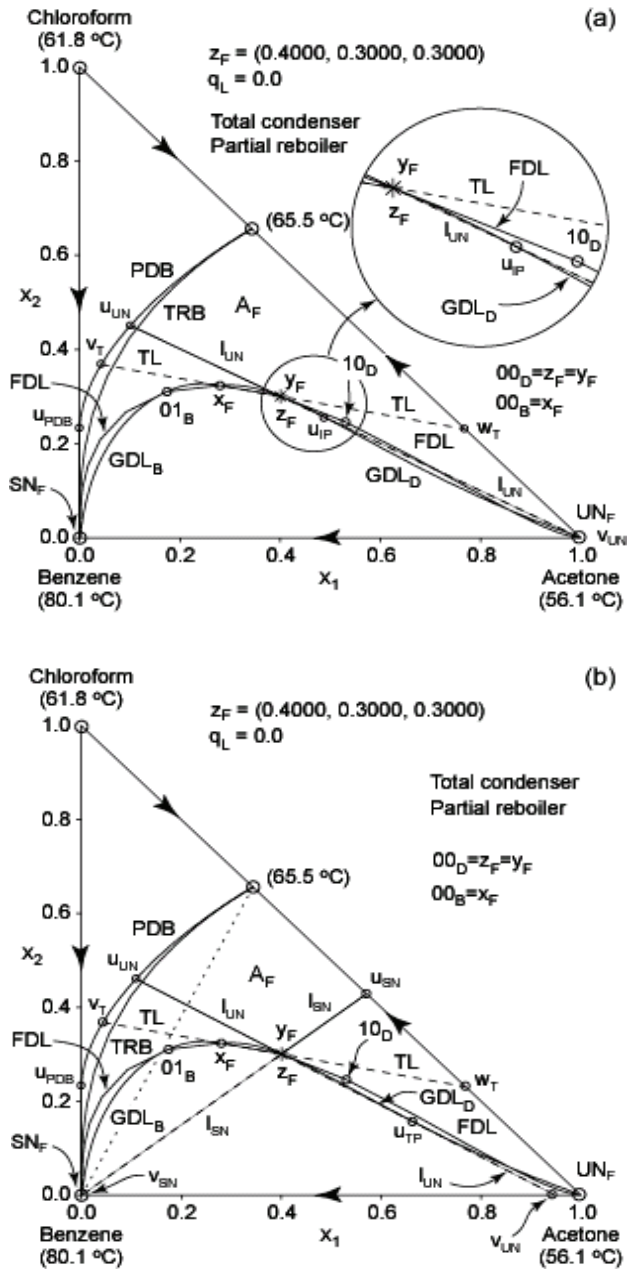 (a)
Chloroform
(61.8 ºC)
z_F = (0.4000, 0.3000, 0.3000)
q_L = 0.0
Total condenser
Partial reboiler
1.0
0.8
0.6
0.4
0.2
0.0
x_2
(65.5 ºC)
y_F
FDL
TL
z_F
l_UN
10_D
u_IP
GDL_D
PDB
TRB
A_F
u_UN
v_T
TL
l_UN
10_D
y_F
00_D=z_F=y_F
00_B=x_F
FDL
01_B
x_F
z_F
u_IP
TL
w_T
FDL
u_PDB
GDL_B
GDL_D
l_UN
SN_F
UN_F
v_UN
0.0 0.2 0.4 0.6 0.8 1.0
Benzene
(80.1 ºC)
x_1
Acetone
(56.1 ºC)
(b)
Chloroform
(61.8 ºC)
z_F = (0.4000, 0.3000, 0.3000)
q_L = 0.0
Total condenser
Partial reboiler
00_D=z_F=y_F
00_B=x_F
1.0
0.8
0.6
0.4
0.2
0.0
x_2
(65.5 ºC)
PDB
u_UN
A_F
l_SN
u_SN
v_T
TL
l_UN
y_F
FDL
TRB
01_B
x_F
z_F
10_D
TL
w_T
u_PDB
GDL_D
GDL_B
l_SN
u_TP
FDL
SN_F
v_SN
l_UN
UN_F
v_UN
0.0 0.2 0.4 0.6 0.8 1.0
Benzene
(80.1 ºC)
x_1
Acetone
(56.1 ºC)